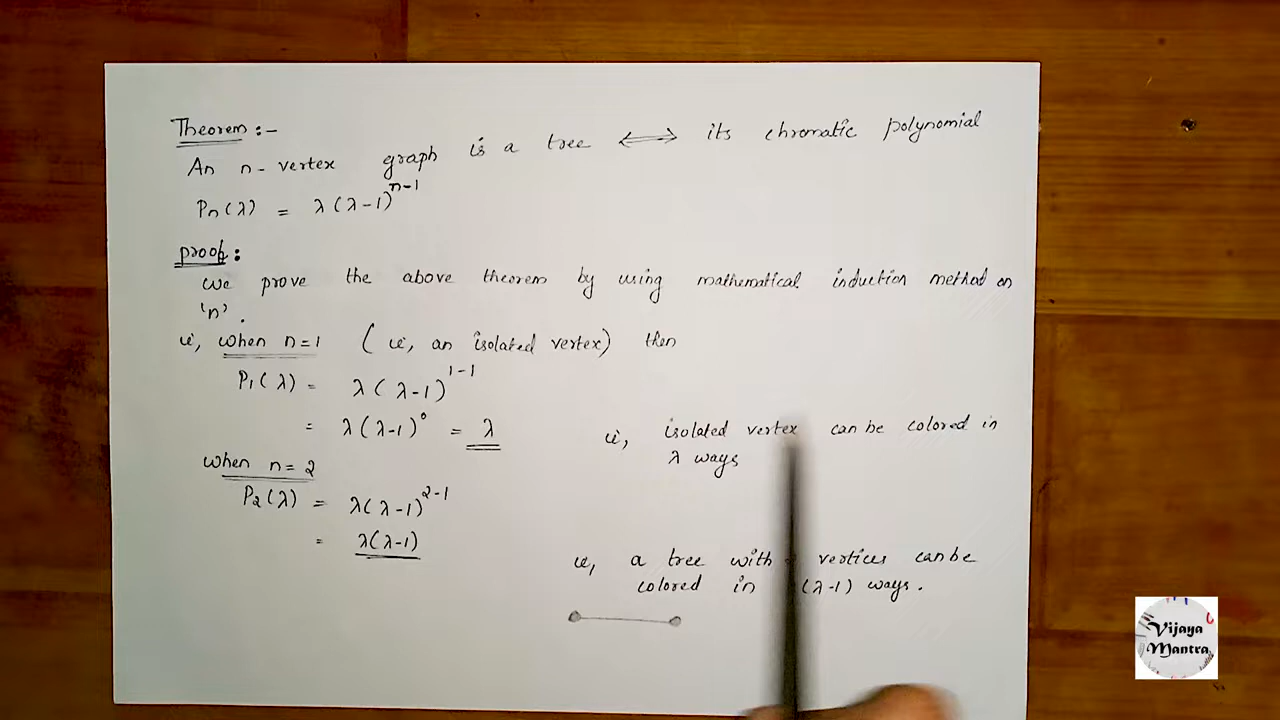 Theorem :-
An n-vertex graph is a tree ⟷ its chromatic polynomial
Pn(λ) = λ(λ-1)^n-1
proof :
we prove the above theorem by using mathematical induction method on
'n'.
ie, when n=1 (ie, an isolated vertex) then
P1(λ) = λ(λ-1)^1-1
= λ(λ-1)^0 = λ
ie, isolated vertex can be colored in
λ ways
when n=2
P2(λ) = λ(λ-1)^2-1
= λ(λ-1)
ie, a tree with vertices can be
colored in (λ-1) ways.
Vijaya
Mantra